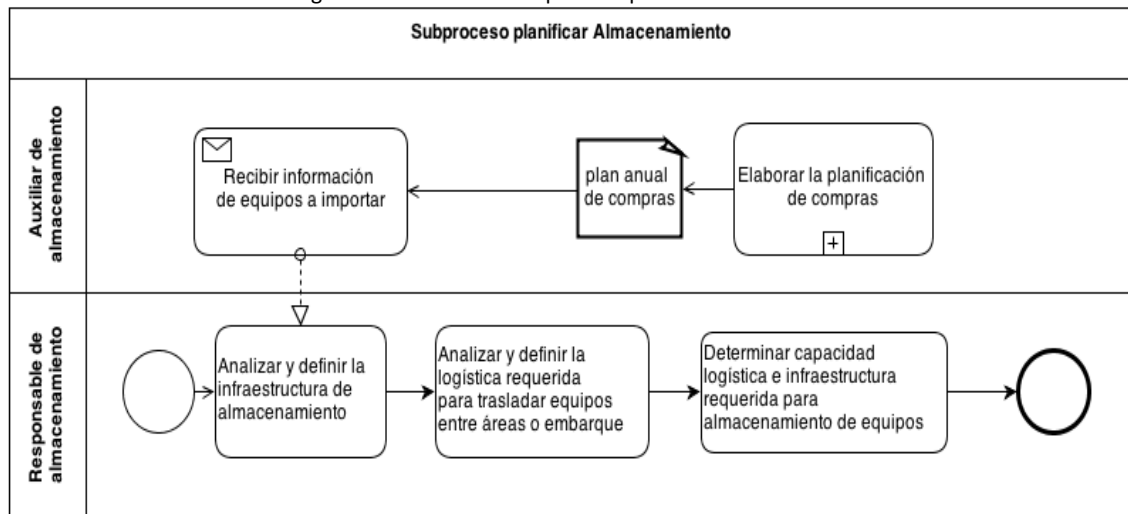 Subproceso planificar Almacenamiento
Auxiliar de
almacenamiento
Recibir información
de equipos a importar
plan anual
de compras
Elaborar la planificación
de compras
Responsable de
almacenamiento
Analizar y definir la
infraestructura de
almacenamiento
Analizar y definir la
logística requerida
para trasladar equipos
entre áreas o embarque
Determinar capacidad
logística e infraestructura
requerida para
almacenamiento de equipos